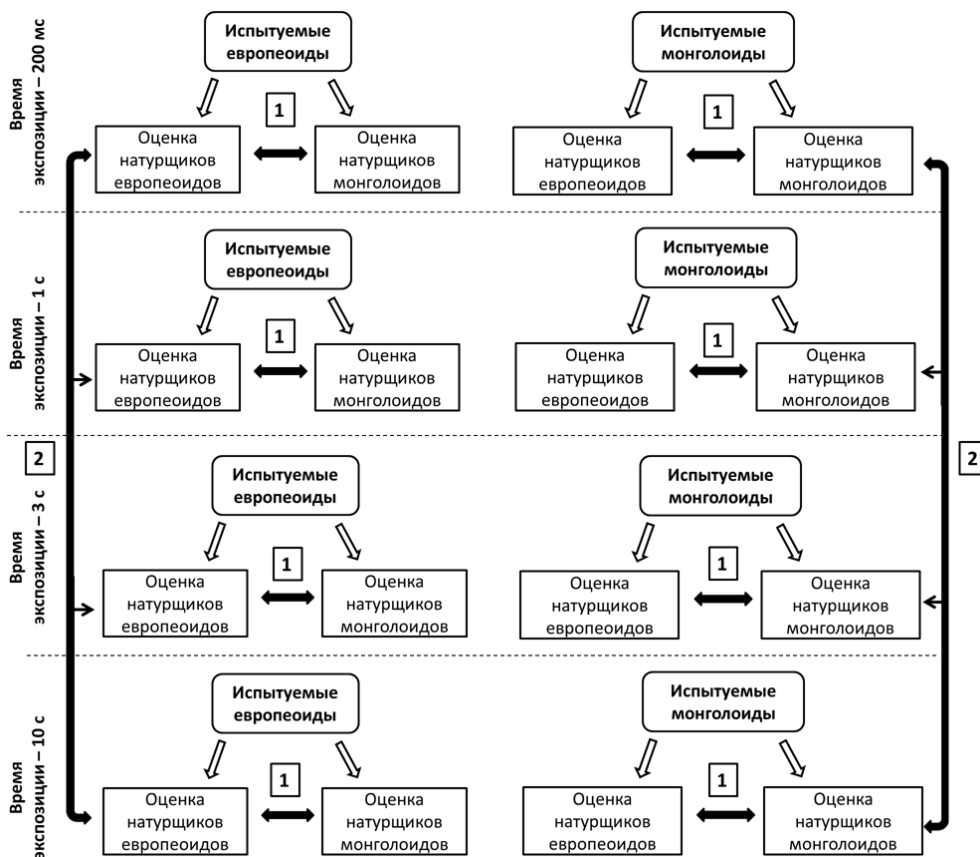 Время
экспозиции – 200 мс
Испытуемые
европеоиды
Испытуемые
монголоиды
1
1
Оценка
натурщиков
европеоидов
Оценка
натурщиков
монголоидов
Оценка
натурщиков
европеоидов
Оценка
натурщиков
монголоидов
Время
экспозиции – 1 с
Испытуемые
европеоиды
Испытуемые
монголоиды
1
1
Оценка
натурщиков
европеоидов
Оценка
натурщиков
монголоидов
Оценка
натурщиков
европеоидов
Оценка
натурщиков
монголоидов
2
2
Время
экспозиции – 3 с
Испытуемые
европеоиды
Испытуемые
монголоиды
1
1
Оценка
натурщиков
европеоидов
Оценка
натурщиков
монголоидов
Оценка
натурщиков
европеоидов
Оценка
натурщиков
монголоидов
Время
экспозиции – 10 с
Испытуемые
европеоиды
Испытуемые
монголоиды
1
1
Оценка
натурщиков
европеоидов
Оценка
натурщиков
монголоидов
Оценка
натурщиков
европеоидов
Оценка
натурщиков
монголоидов